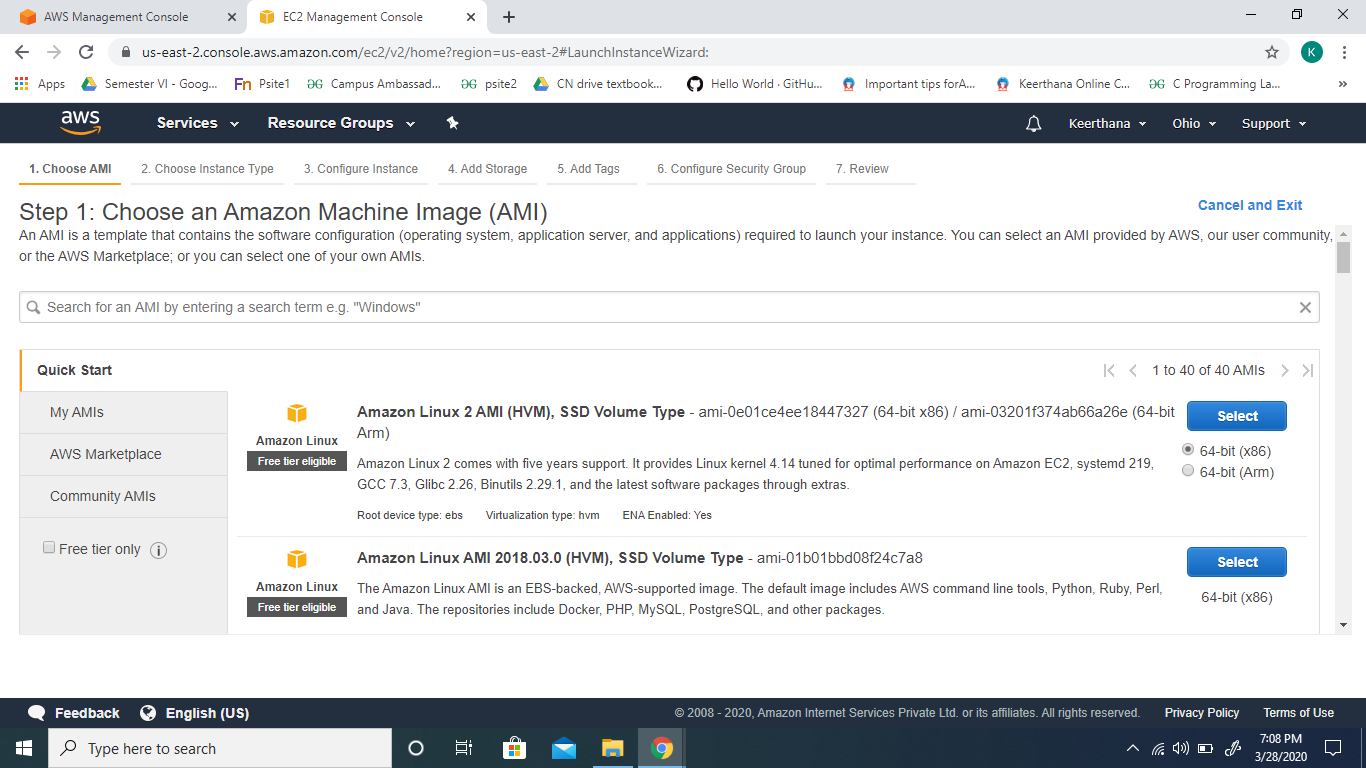 AWS Management Console
EC2 Management Console
us-east-2.console.aws.amazon.com/ec2/v2/home?region=us-east-2#LaunchInstanceWizard:
K
Apps
Semester VI - Goog...
Fn Psite1
Campus Ambassad...
psite2
CN drive textbook...
Hello World · GitHu...
Important tips forA...
Keerthana Online C...
C Programming La...
aws
Services
Resource Groups
Keerthana
Ohio
Support
1. Choose AMI
2. Choose Instance Type
3. Configure Instance
4. Add Storage
5. Add Tags
6. Configure Security Group
7. Review
Step 1: Choose an Amazon Machine Image (AMI)
Cancel and Exit
An AMI is a template that contains the software configuration (operating system, application server, and applications) required to launch your instance. You can select an AMI provided by AWS, our user community,
or the AWS Marketplace; or you can select one of your own AMIs.
Search for an AMI by entering a search term e.g. "Windows"
Quick Start
1 to 40 of 40 AMIs
My AMIs
AWS Marketplace
Community AMIs
Free tier only
Amazon Linux
Free tier eligible
Amazon Linux 2 AMI (HVM), SSD Volume Type - ami-0e01ce4ee18447327 (64-bit x86) / ami-03201f374ab66a26e (64-bit
Arm)
Amazon Linux 2 comes with five years support. It provides Linux kernel 4.14 tuned for optimal performance on Amazon EC2, systemd 219,
GCC 7.3, Glibc 2.26, Binutils 2.29.1, and the latest software packages through extras.
Root device type: ebs
Virtualization type: hvm
ENA Enabled: Yes
Select
64-bit (x86)
64-bit (Arm)
Amazon Linux
Free tier eligible
Amazon Linux AMI 2018.03.0 (HVM), SSD Volume Type - ami-01b01bbd08f24c7a8
The Amazon Linux AMI is an EBS-backed, AWS-supported image. The default image includes AWS command line tools, Python, Ruby, Perl,
and Java. The repositories include Docker, PHP, MySQL, PostgreSQL, and other packages.
Select
64-bit (x86)
Feedback
English (US)
© 2008 - 2020, Amazon Internet Services Private Ltd. or its affiliates. All rights reserved.
Privacy Policy
Terms of Use
Type here to search
7:08 PM
3/28/2020